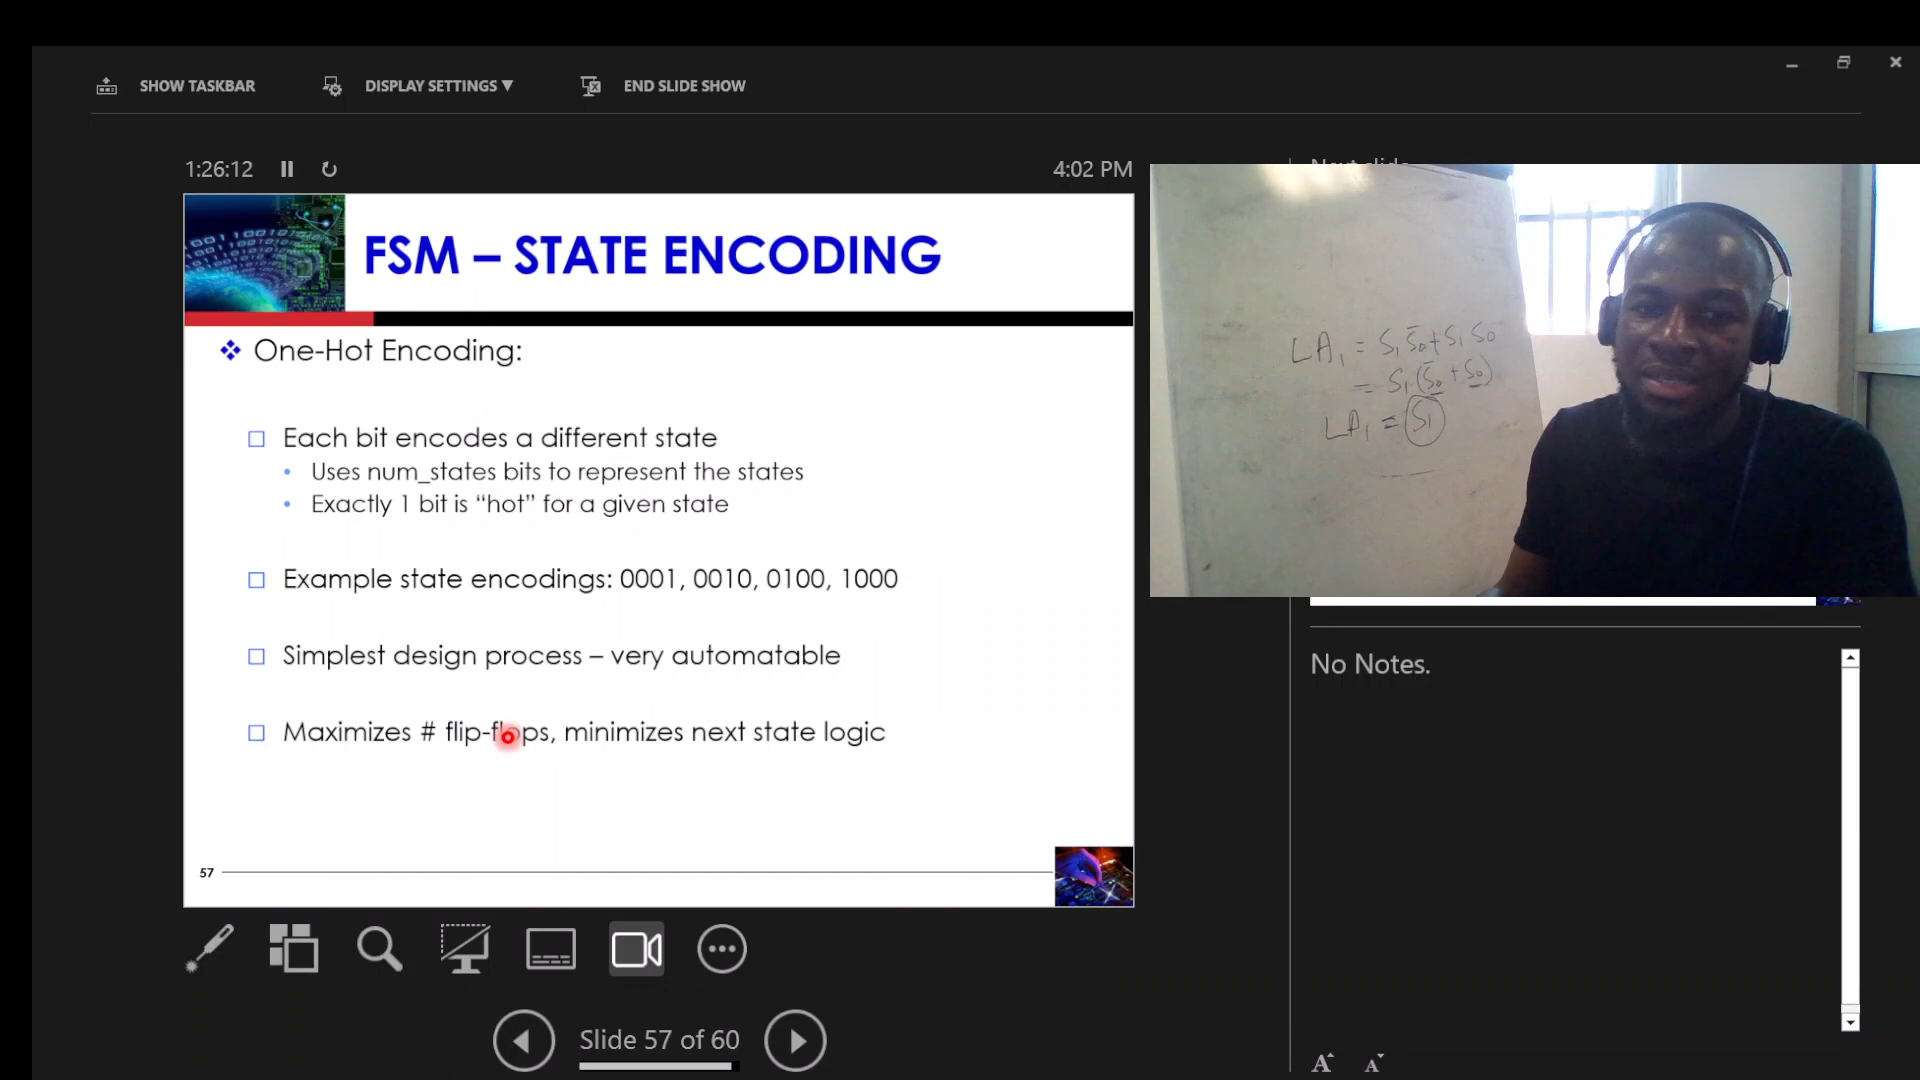 SHOW TASKBAR DISPLAY SETTINGS ▼ END SLIDE SHOW
1:26:12 4:02 PM
Next slide
FSM – STATE ENCODING
One-Hot Encoding:
Each bit encodes a different state
• Uses num_states bits to represent the states
• Exactly 1 bit is “hot” for a given state
Example state encodings: 0001, 0010, 0100, 1000
Simplest design process – very automatable
Maximizes # flip-flops, minimizes next state logic
57
LA₁ = S₁S̄₀ + S₁S₀
= S₁(S̄₀ + S₀)
LA₁ = S₁
No Notes.
Slide 57 of 60
A A